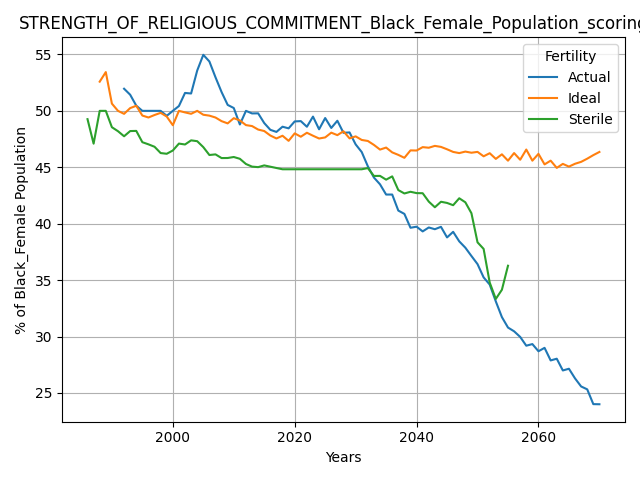 STRENGTH_OF_RELIGIOUS_COMMITMENT_Black_Female_Population_scoring
Fertility
Actual
Ideal
Sterile
% of Black_Female Population
55
50
45
40
35
30
25
2000
2020
2040
2060
Years